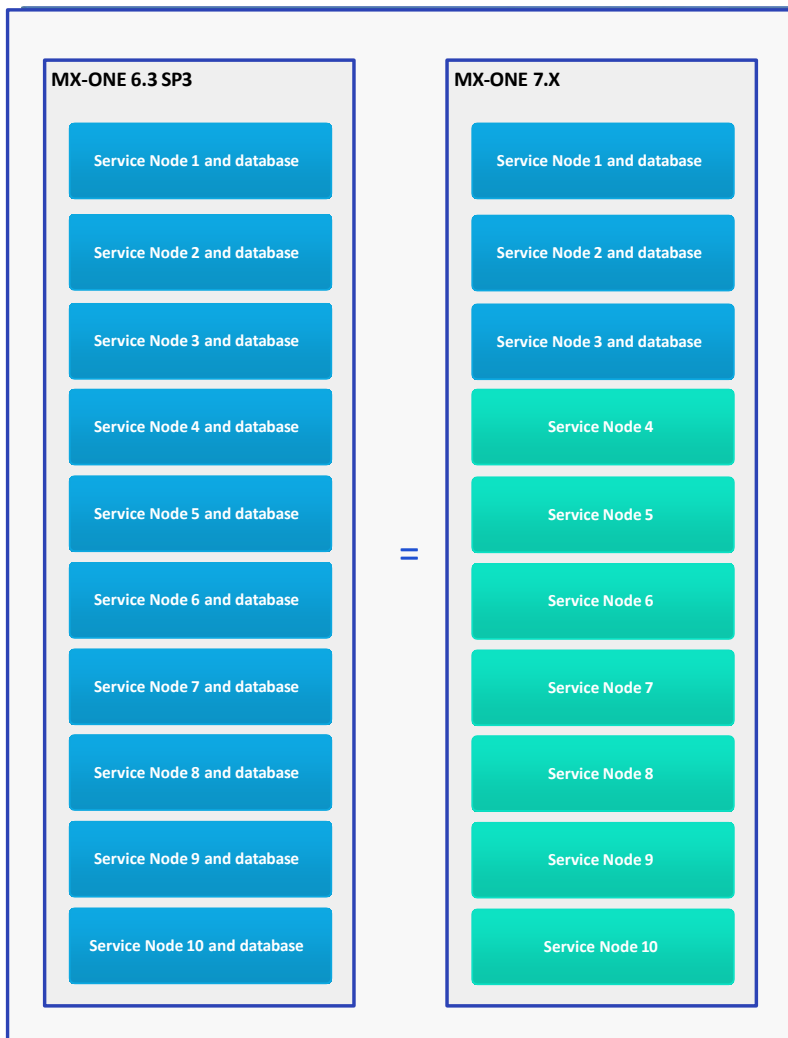 MX-ONE 6.3 SP3
Service Node 1 and database
Service Node 2 and database
Service Node 3 and database
Service Node 4 and database
Service Node 5 and database
Service Node 6 and database
Service Node 7 and database
Service Node 8 and database
Service Node 9 and database
Service Node 10 and database
=
MX-ONE 7.X
Service Node 1 and database
Service Node 2 and database
Service Node 3 and database
Service Node 4
Service Node 5
Service Node 6
Service Node 7
Service Node 8
Service Node 9
Service Node 10